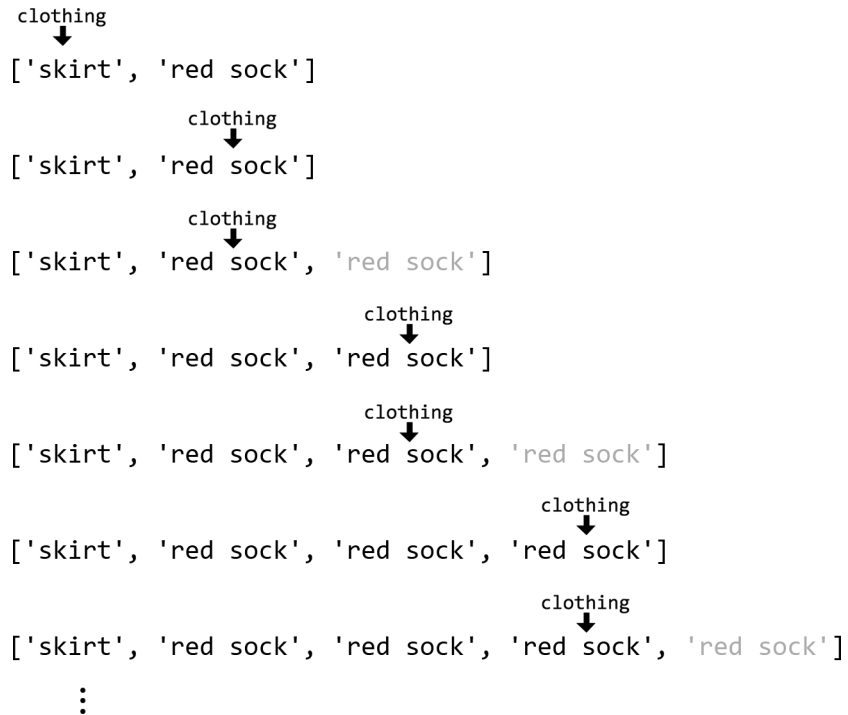 clothing
['skirt', 'red sock']
clothing
['skirt', 'red sock']
clothing
['skirt', 'red sock', 'red sock']
clothing
['skirt', 'red sock', 'red sock']
clothing
['skirt', 'red sock', 'red sock', 'red sock']
clothing
['skirt', 'red sock', 'red sock', 'red sock']
clothing
['skirt', 'red sock', 'red sock', 'red sock', 'red sock']
⋮